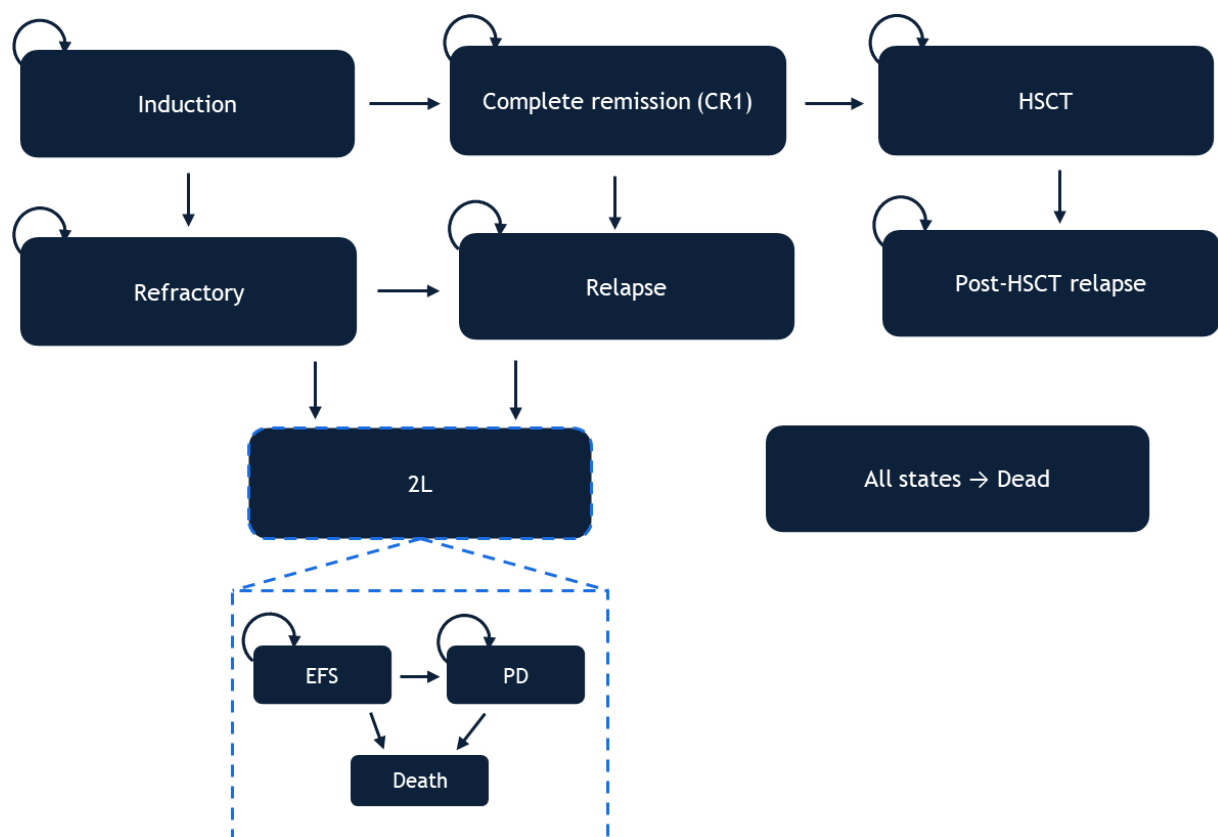 Induction
Complete remission (CR1)
HSCT
Refractory
Relapse
Post-HSCT relapse
2L
All states → Dead
EFS
PD
Death